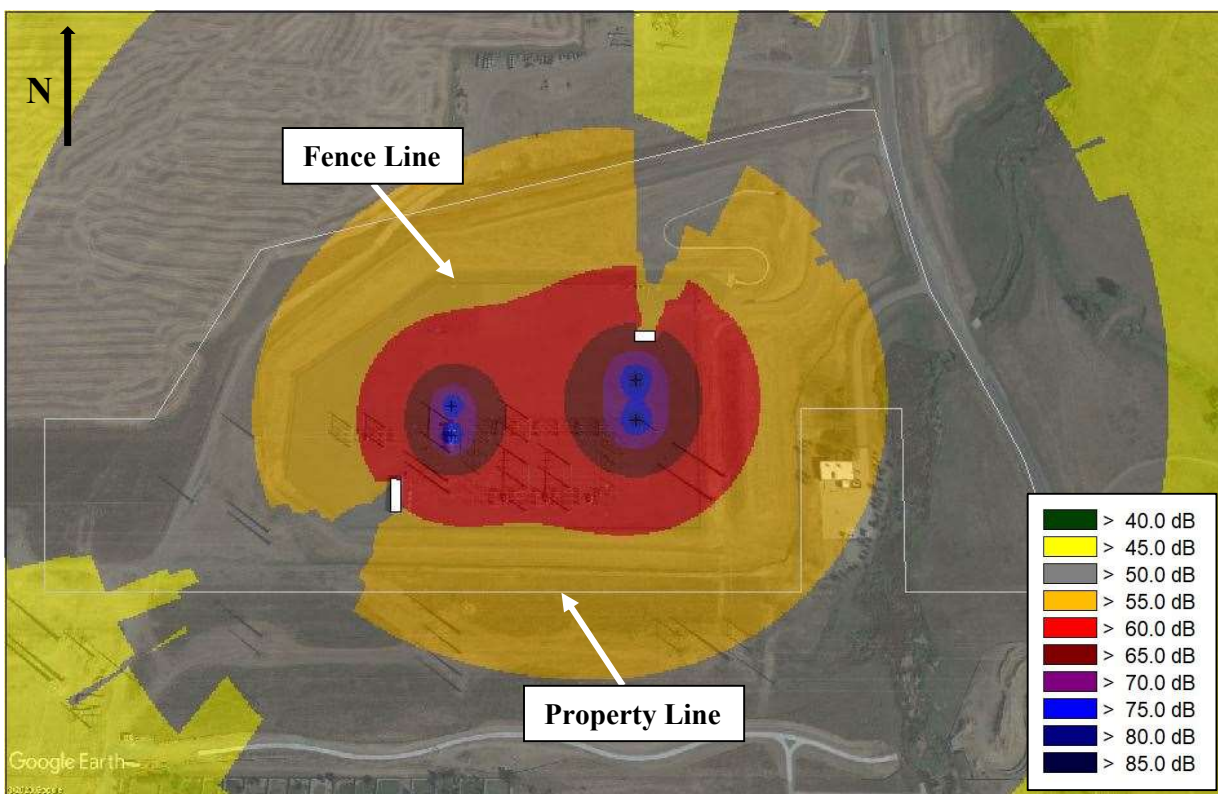 N
Fence Line
Property Line
> 40.0 dB
> 45.0 dB
> 50.0 dB
> 55.0 dB
> 60.0 dB
> 65.0 dB
> 70.0 dB
> 75.0 dB
> 80.0 dB
> 85.0 dB
Google Earth